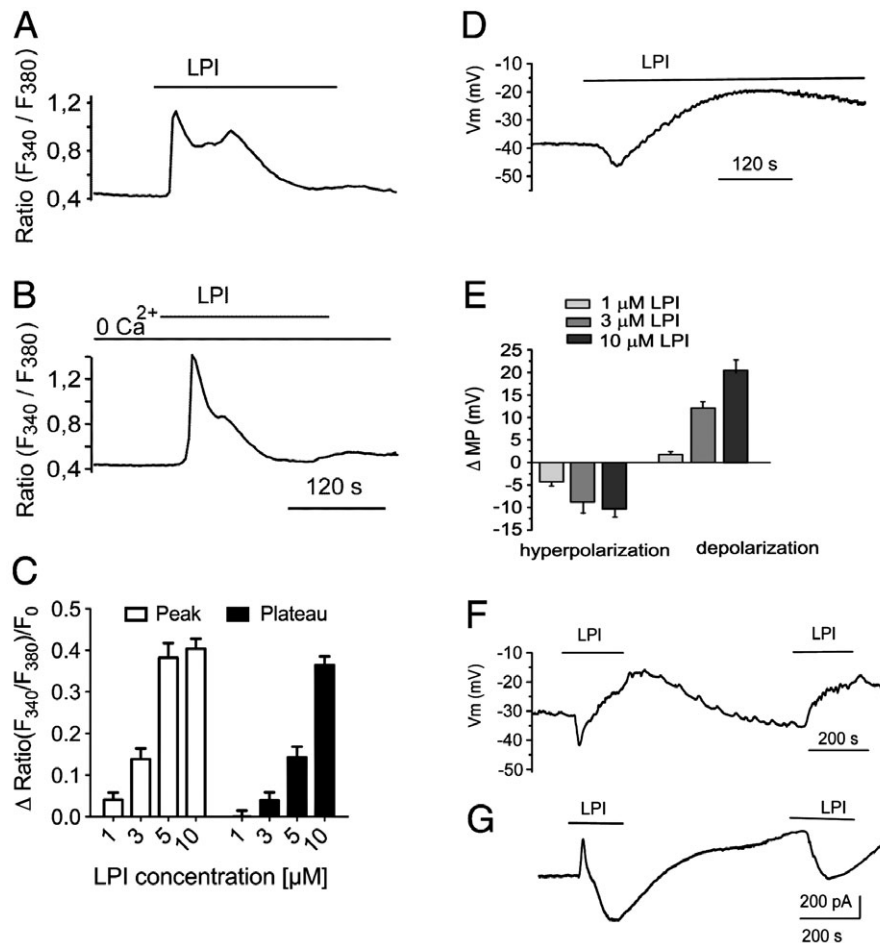 A
LPI
Ratio (F340 / F380)
1,2
0,8
0,4
B
LPI
0 Ca2+
Ratio (F340 / F380)
1,2
0,8
0,4
120 s
C
Peak Plateau
Δ Ratio(F340/F380)/F0
0.5
0.4
0.3
0.2
0.1
0.0
1 3 5 10 1 3 5 10
LPI concentration [µM]
D
LPI
Vm (mV)
-10
-20
-30
-40
-50
120 s
E
1 µM LPI
3 µM LPI
10 µM LPI
Δ MP (mV)
25
20
15
10
5
0
-5
-10
-15
hyperpolarization depolarization
F
LPI LPI
Vm (mV)
-10
-20
-30
-40
-50
200 s
G
LPI LPI
200 pA
200 s